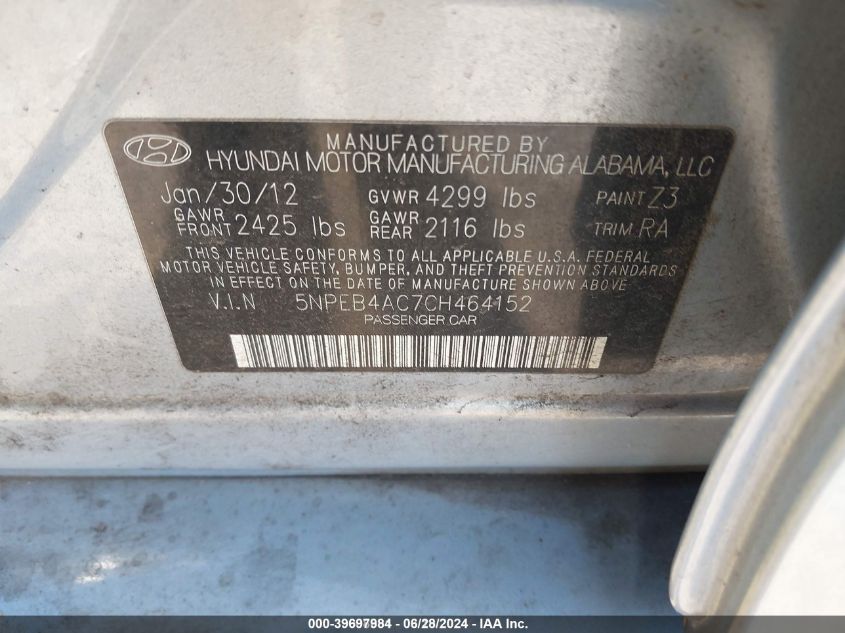 MANUFACTURED BY
HYUNDAI MOTOR MANUFACTURING ALABAMA, LLC
Jan/30/12 GVWR 4299 lbs PAINT Z3
GAWR FRONT 2425 lbs GAWR REAR 2116 lbs TRIM RA
THIS VEHICLE CONFORMS TO ALL APPLICABLE U.S.A. FEDERAL
MOTOR VEHICLE SAFETY, BUMPER, AND THEFT PREVENTION STANDARDS
IN EFFECT ON THE DATE OF MANUFACTURE SHOWN ABOVE
V.I.N 5NPEB4AC7CH464152
PASSENGER CAR
000-39697984 / 06/28/2024 - IAA Inc.